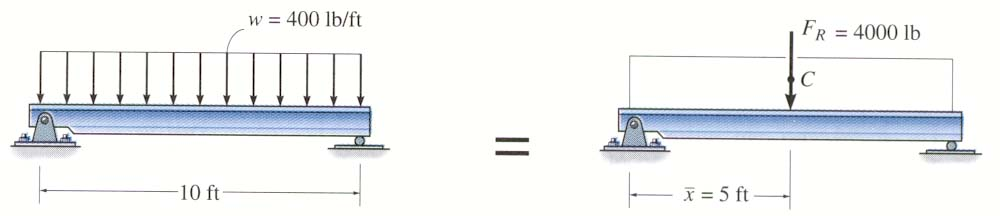 w = 400 lb/ft
10 ft
=
F_R = 4000 lb
C
x̄ = 5 ft